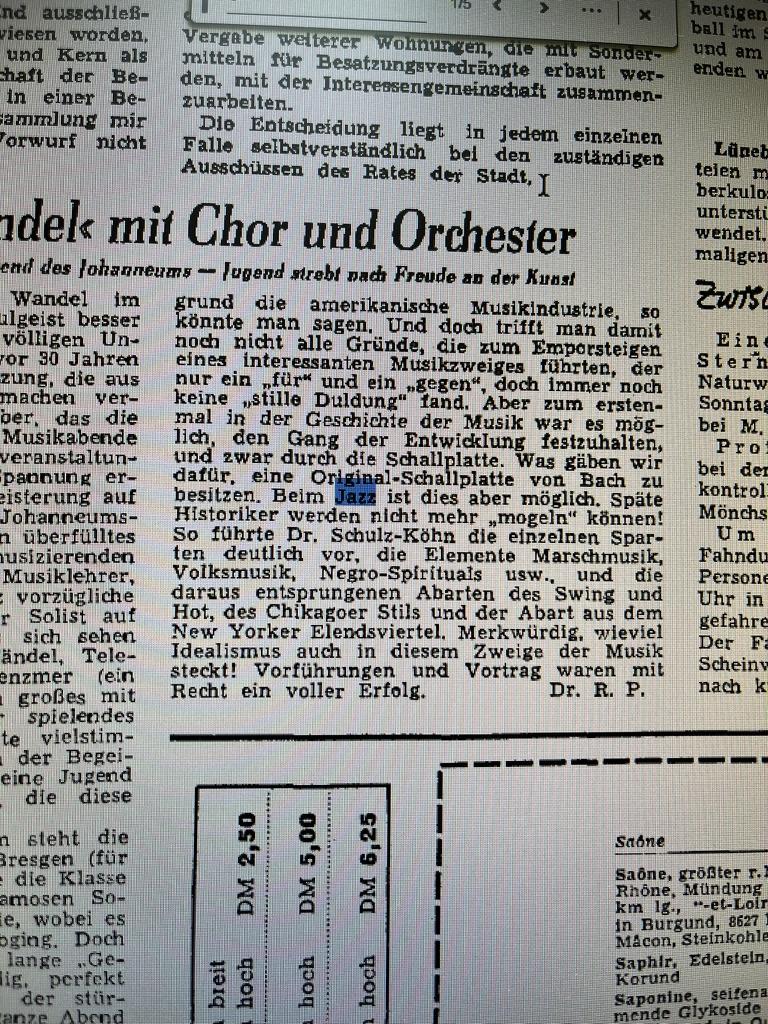 1/5
nd ausschließ-
wiesen worden,
und Kern als
chaft der Be-
in einer Be-
sammlung mir
Vorwurf nicht
Vergabe weiterer Wohnungen, die mit Sonder-
mitteln für Besatzungsverdrängte erbaut wer-
den, mit der Interessengemeinschaft zusammen-
zuarbeiten.
Die Entscheidung liegt in jedem einzelnen
Falle selbstverständlich bei den zuständigen
Ausschüssen des Rates der Stadt.
heutigen
ball im S
und am
enden w
Lüneb
teien m
berkulo
unterstü
wendet.
maligen
ndel« mit Chor und Orchester
end des Johanneums — Jugend strebt nach Freude an der Kunst
Wandel im
ulgeist besser
völligen Un-
vor 30 Jahren
zung, die aus
machen ver-
ber, das die
Musikabende
veranstaltun-
Spannung er-
eisterung auf
Johanneums-
n überfülltes
musizierenden
Musiklehrer,
vorzügliche
r Solist auf
sich sehen
ändel, Tele-
enzmer (ein
großes mit
spielendes
te vielstim-
der Begei-
eine Jugend
die diese
n steht die
Bresgen (für
die Klasse
amosen So-
ie, wobei es
oging. Doch
lange „Ge-
dig, perfekt
der stür-
ganze Abend
grund die amerikanische Musikindustrie, so
könnte man sagen. Und doch trifft man damit
noch nicht alle Gründe, die zum Emporsteigen
eines interessanten Musikzweiges führten, der
nur ein „für“ und ein „gegen“, doch immer noch
keine „stille Duldung“ fand. Aber zum ersten-
mal in der Geschichte der Musik war es mög-
lich, den Gang der Entwicklung festzuhalten,
und zwar durch die Schallplatte. Was gäben wir
dafür, eine Original-Schallplatte von Bach zu
besitzen. Beim Jazz ist dies aber möglich. Späte
Historiker werden nicht mehr „mogeln“ können!
So führte Dr. Schulz-Köhn die einzelnen Spar-
ten deutlich vor, die Elemente Marschmusik,
Volksmusik, Negro-Spirituals usw., und die
daraus entsprungenen Abarten des Swing und
Hot, des Chikagoer Stils und der Abart aus dem
New Yorker Elendsviertel. Merkwürdig, wieviel
Idealismus auch in diesem Zweige der Musik
steckt! Vorführungen und Vortrag waren mit
Recht ein voller Erfolg. Dr. R. P.
Eine
Stern
Naturw
Sonntag
bei M.
Prof
bei der
kontrol
Mönchs
Um
Fahndu
Persone
Uhr in
gefahre
Der Fa
Scheinv
nach k
breit
hoch DM 2,50
hoch DM 5,00
hoch DM 6,25
Saône
Saône, größter r.
Rhône, Mündung
km lg., "-et-Loir
in Burgund, 8627
Mâcon, Steinkohle
Saphir, Edelstein,
Korund
Saponine, seifena
mende Glykoside